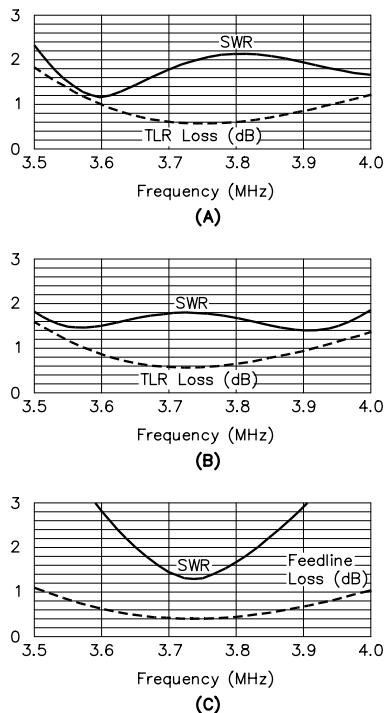 3
SWR
2
1
TLR Loss (dB)
0
3.5 3.6 3.7 3.8 3.9 4.0
Frequency (MHz)
(A)
3
2
SWR
1
TLR Loss (dB)
0
3.5 3.6 3.7 3.8 3.9 4.0
Frequency (MHz)
(B)
3
2
SWR
Feedline
Loss (dB)
1
0
3.5 3.6 3.7 3.8 3.9 4.0
Frequency (MHz)
(C)